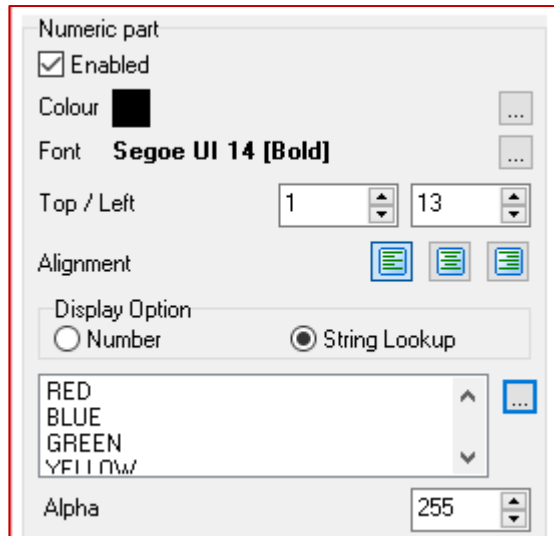 Numeric part
Enabled
Colour ...
Font Segoe UI 14 [Bold] ...
Top / Left 1 13
Alignment
Display Option
Number String Lookup
RED
BLUE
GREEN
YELLOW
...
Alpha 255